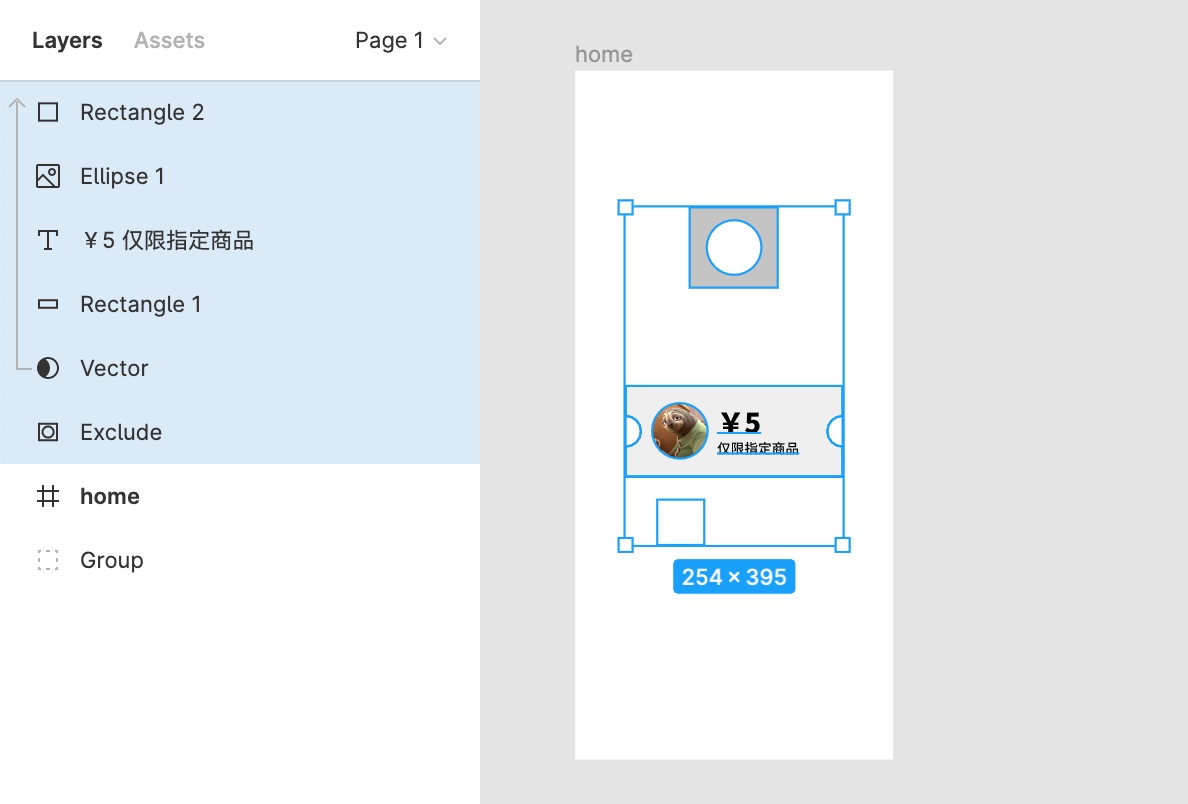 Layers Assets Page 1
Rectangle 2
Ellipse 1
¥5 仅限指定商品
Rectangle 1
Vector
Exclude
home
Group
home
¥5
仅限指定商品
254 × 395